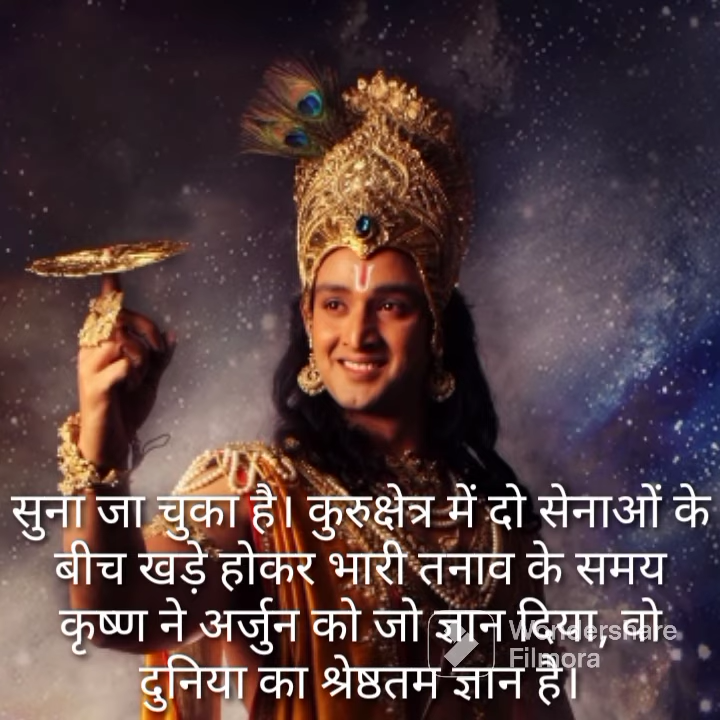 सुना जा चुका है। कुरुक्षेत्र में दो सेनाओं के
बीच खड़े होकर भारी तनाव के समय
कृष्ण ने अर्जुन को जो ज्ञान दिया, वो
दुनिया का श्रेष्ठतम ज्ञान है।
Wondershare
Filmora